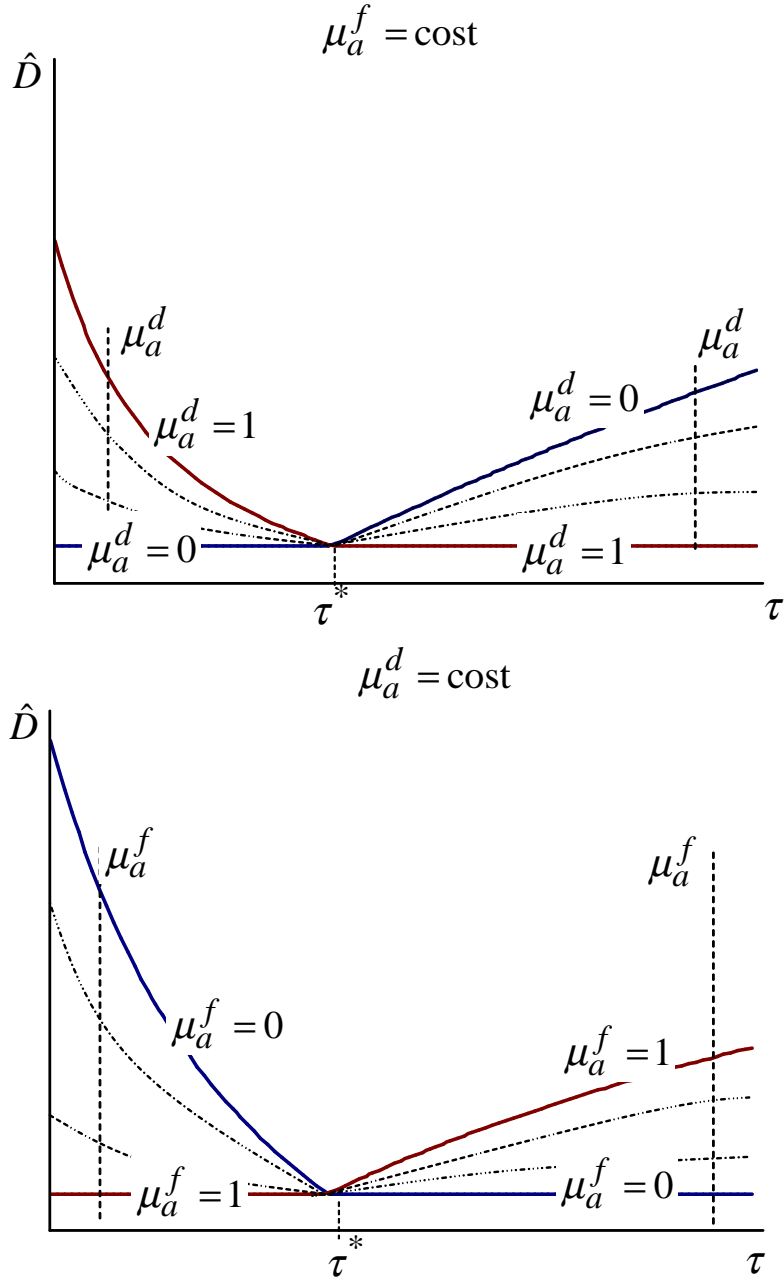 μ_a^f = cost
D̂
μ_a^d
μ_a^d
μ_a^d = 0
μ_a^d = 1
μ_a^d = 0
μ_a^d = 1
τ*
τ
μ_a^d = cost
D̂
μ_a^f
μ_a^f
μ_a^f = 0
μ_a^f = 1
μ_a^f = 1
μ_a^f = 0
τ*
τ